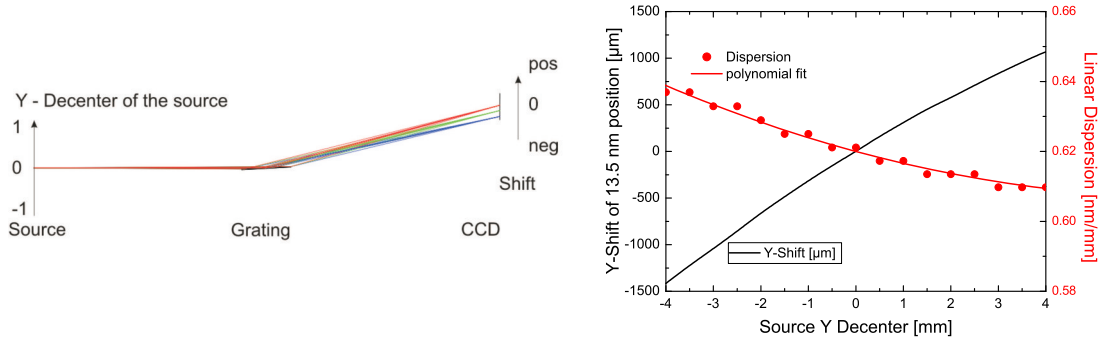 Y - Decenter of the source
1
0
-1
Source
Grating
CCD
pos
0
neg
Shift
Y-Shift of 13.5 nm position [µm]
1500
1000
500
0
-500
-1000
-1500
Dispersion
polynomial fit
Y-Shift [µm]
-4 -3 -2 -1 0 1 2 3 4
Source Y Decenter [mm]
0.66
0.64
0.62
0.60
0.58
Linear Dispersion [nm/mm]